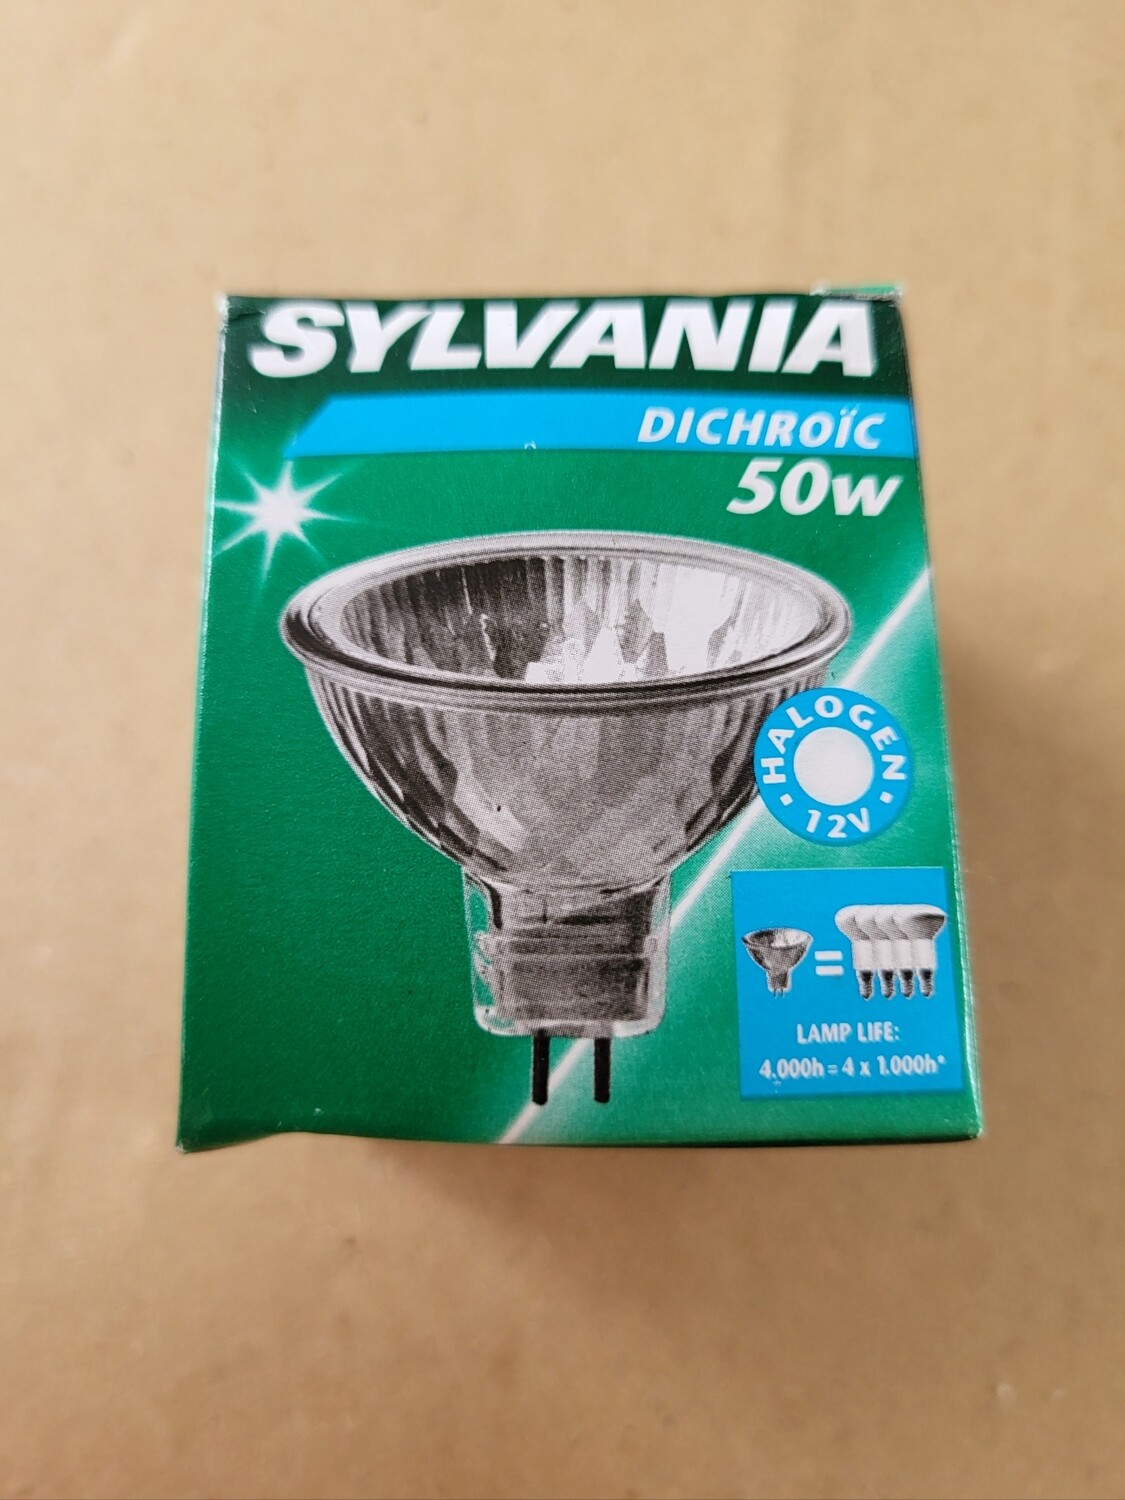 SYLVANIA
DICHROÏC
50w
HALOGEN
• 12V •
=
LAMP LIFE:
4.000h = 4 x 1.000h*